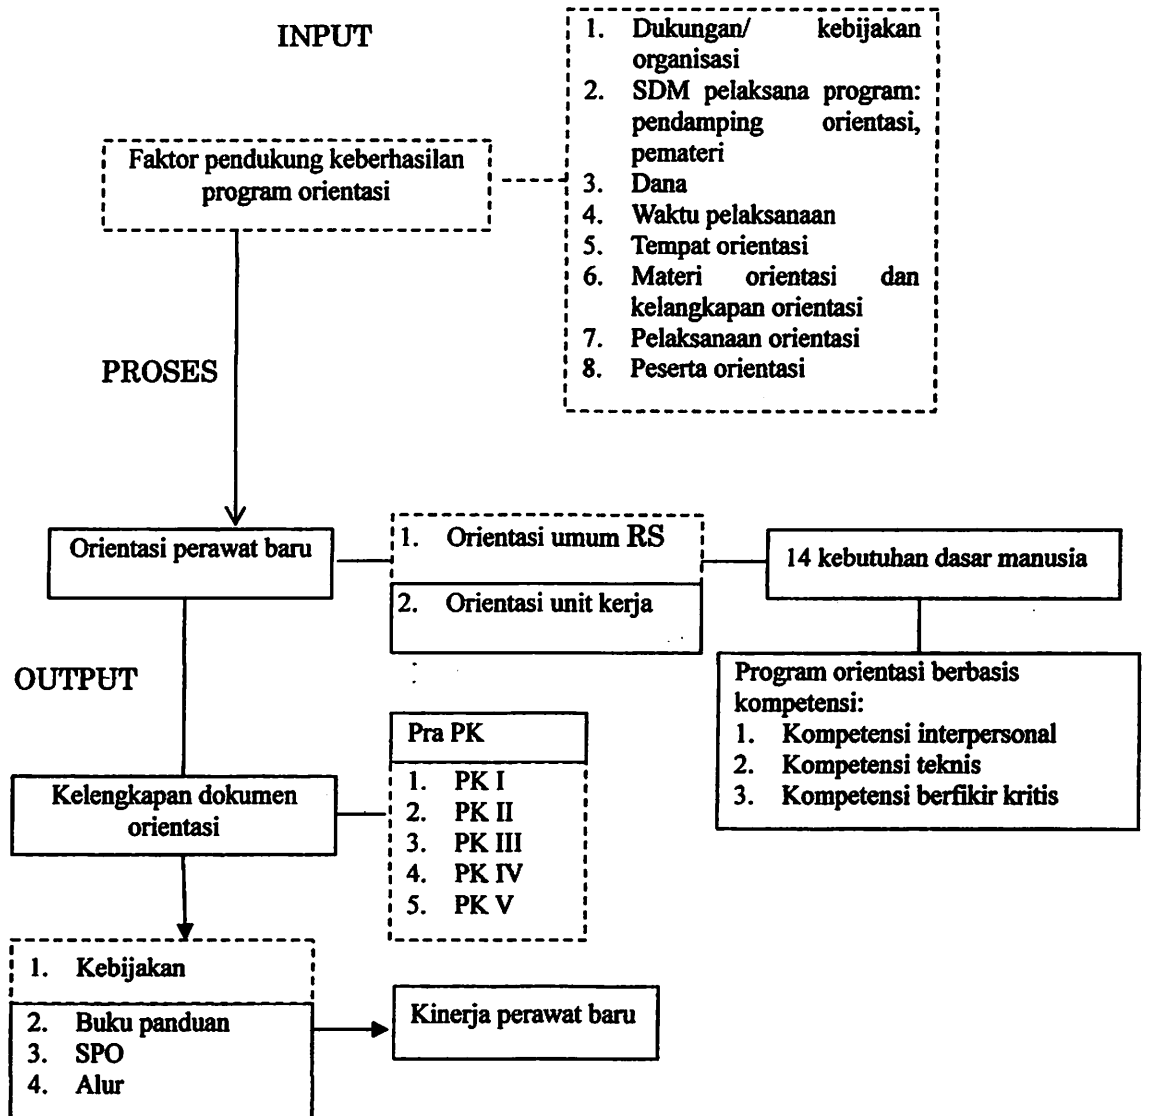 INPUT
1. Dukungan/ kebijakan
organisasi
2. SDM pelaksana program:
pendamping orientasi,
pemateri
3. Dana
4. Waktu pelaksanaan
5. Tempat orientasi
6. Materi orientasi dan
kelangkapan orientasi
7. Pelaksanaan orientasi
8. Peserta orientasi
Faktor pendukung keberhasilan
program orientasi
PROSES
Orientasi perawat baru
1. Orientasi umum RS
2. Orientasi unit kerja
14 kebutuhan dasar manusia
Program orientasi berbasis
kompetensi:
1. Kompetensi interpersonal
2. Kompetensi teknis
3. Kompetensi berfikir kritis
OUTPUT
Kelengkapan dokumen
orientasi
Pra PK
1. PK I
2. PK II
3. PK III
4. PK IV
5. PK V
1. Kebijakan
2. Buku panduan
3. SPO
4. Alur
Kinerja perawat baru